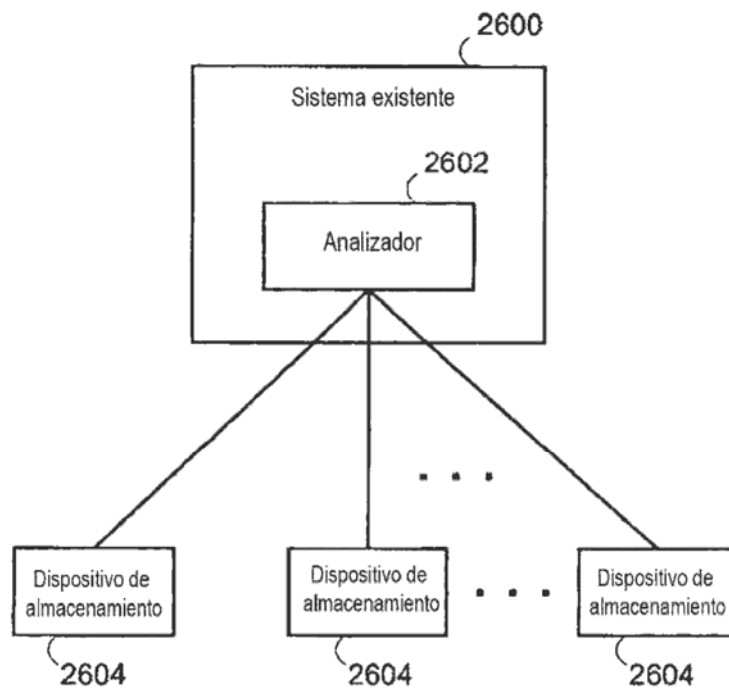 2600
Sistema existente
2602
Analizador
Dispositivo de
almacenamiento
Dispositivo de
almacenamiento
Dispositivo de
almacenamiento
2604
2604
2604